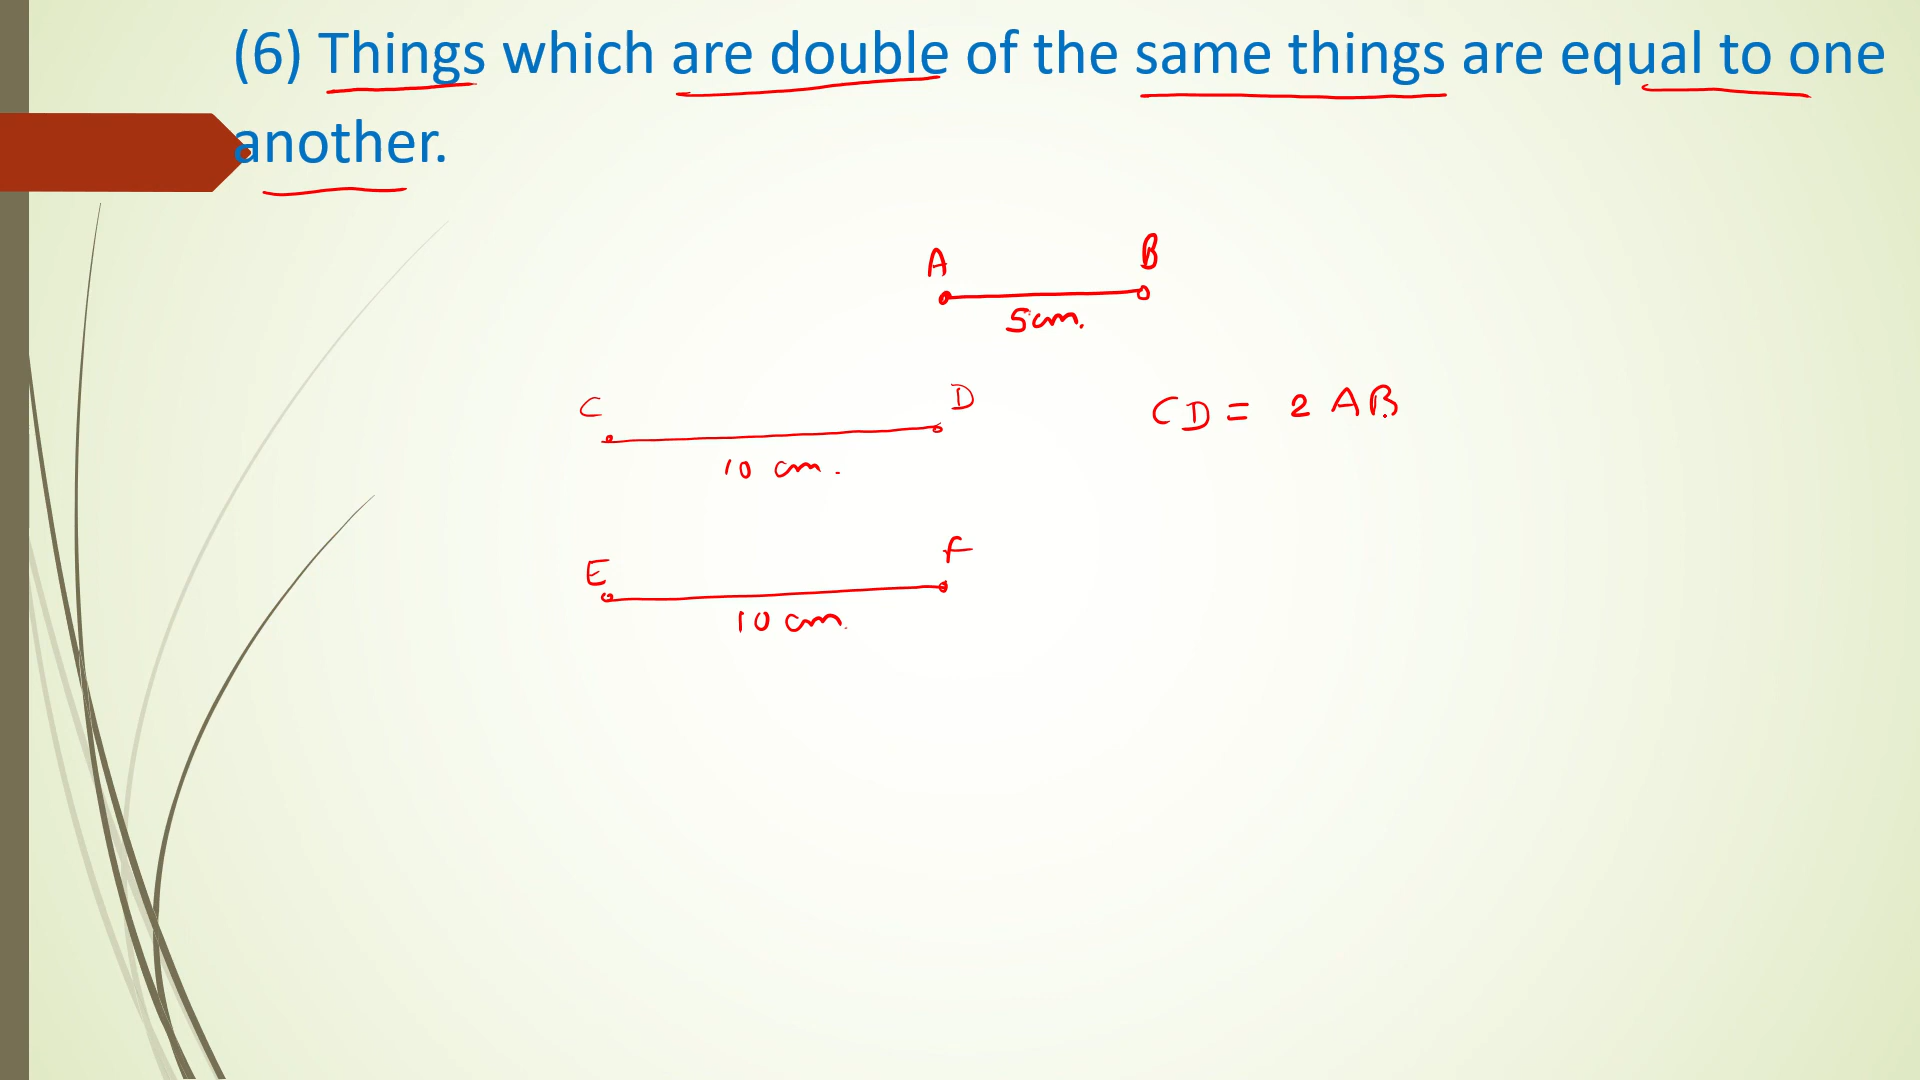 (6) Things which are double of the same things are equal to one
another.
A B
5cm.
C D
CD = 2 AB
10 cm.
E F
10 cm.